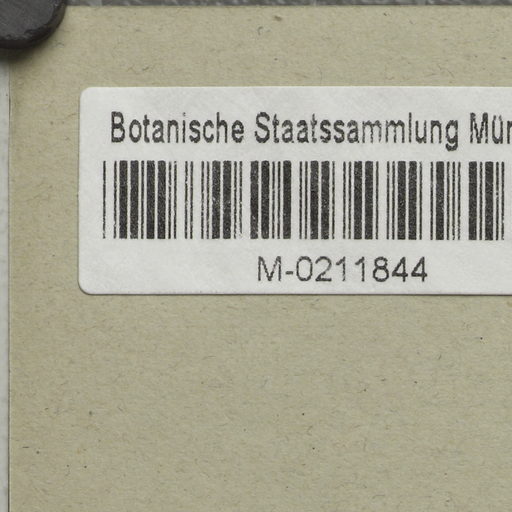 Botanische Staatssammlung Mün
M-0211844